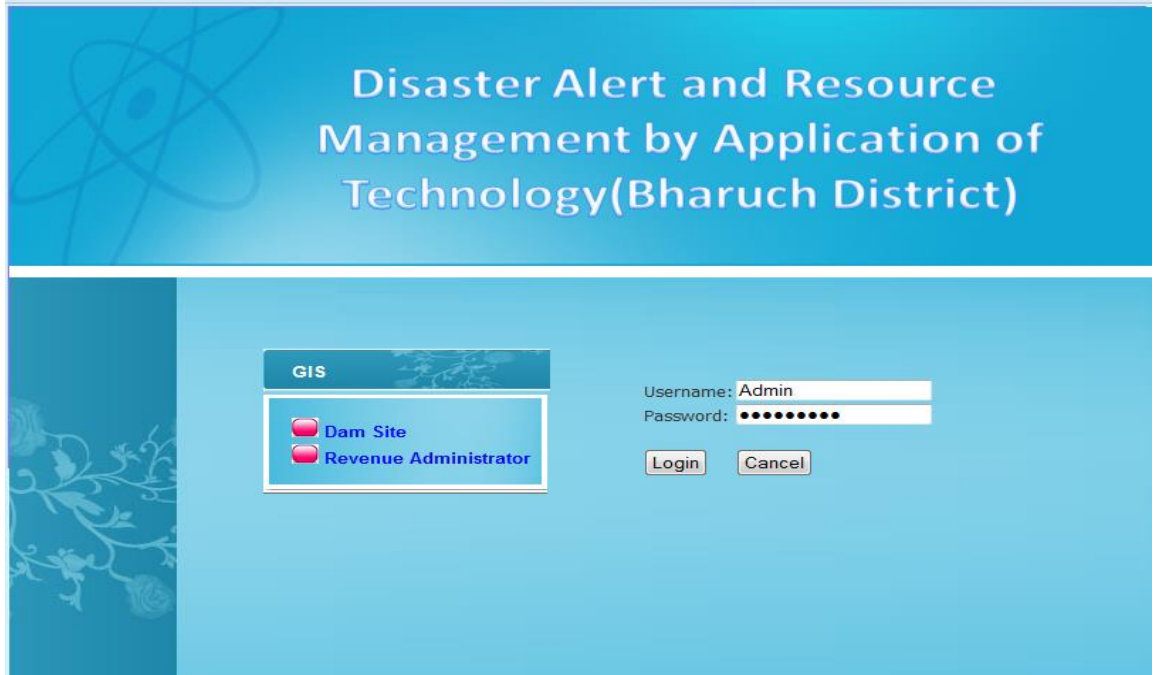 Disaster Alert and Resource
Management by Application of
Technology(Bharuch District)
GIS
Dam Site
Revenue Administrator
Username: Admin
Password: ●●●●●●●●●
Login Cancel